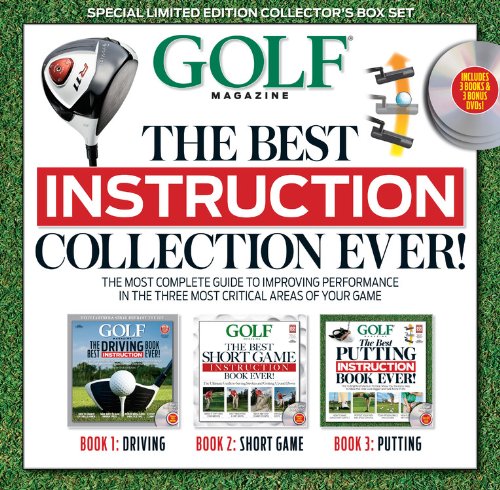 SPECIAL LIMITED EDITION COLLECTOR'S BOX SET
GOLF
MAGAZINE
R11
INCLUDES
3 BOOKS &
3 BONUS
DVDs!
THE BEST
INSTRUCTION
COLLECTION EVER!
THE MOST COMPLETE GUIDE TO IMPROVING PERFORMANCE
IN THE THREE MOST CRITICAL AREAS OF YOUR GAME
GOLF
MAGAZINE
THE DRIVING BOOK
BEST INSTRUCTION EVER!
GOLF
THE BEST
SHORT GAME
INSTRUCTION
BOOK EVER!
GOLF
The Best
PUTTING
INSTRUCTION
BOOK EVER!
BOOK 1: DRIVING
BOOK 2: SHORT GAME
BOOK 3: PUTTING